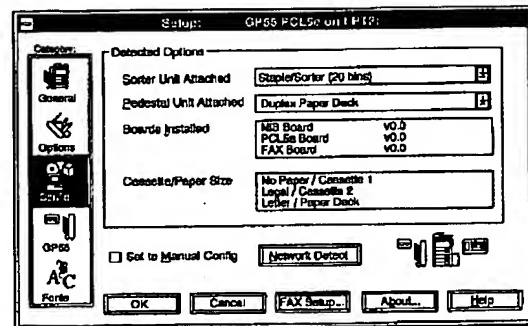 Setup: GP55 PCL5e on LPT2:
Category:
General
Options
Config
GP55
Fonts
Detected Options
Sorter Unit Attached
Staple/Sorter (20 bins)
Pedestal Unit Attached
Duplex Paper Deck
Boards Installed
NIB Board v0.0
PCL5e Board v0.0
FAX Board v0.0
Cassette/Paper Size
No Paper / Cassette 1
Legal / Cassette 2
Letter / Paper Deck
Set to Manual Config
Network Detect
OK
Cancel
FAX Setup...
About...
Help